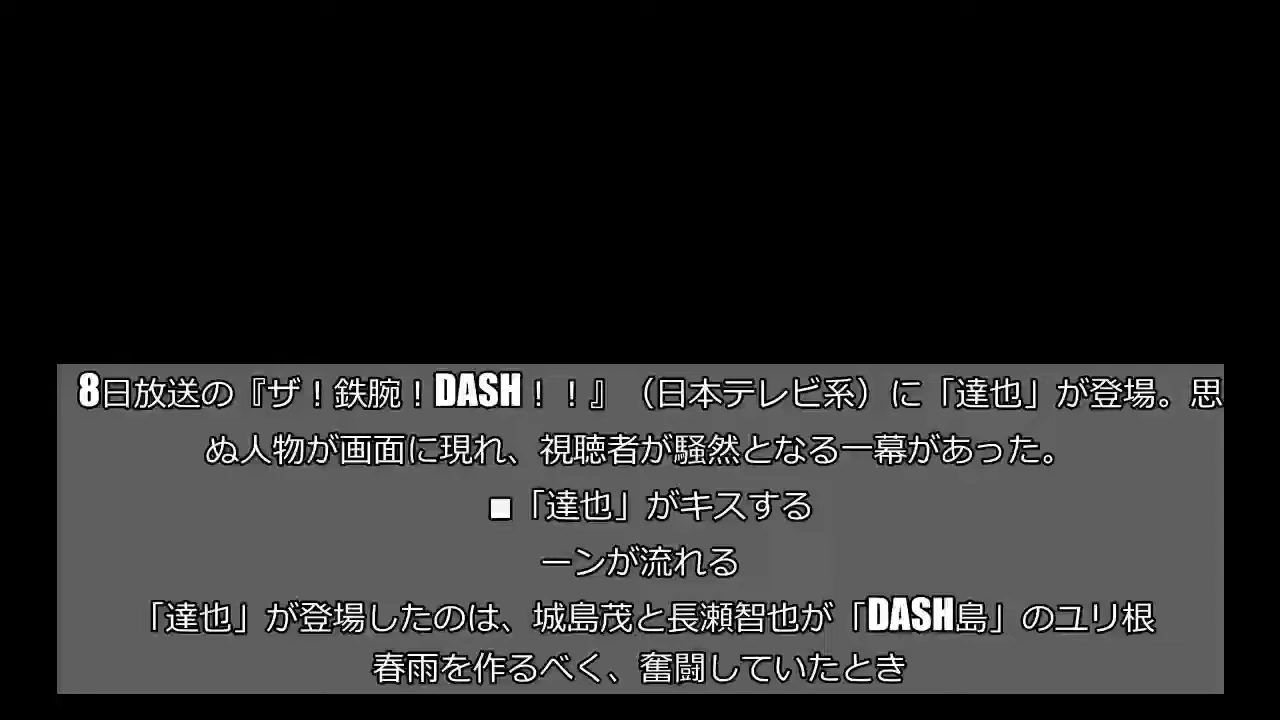 8日放送の『ザ！鉄腕！DASH！！』（日本テレビ系）に「達也」が登場。思
ぬ人物が画面に現れ、視聴者が騒然となる一幕があった。
■「達也」がキスする
ーンが流れる
「達也」が登場したのは、城島茂と長瀬智也が「DASH島」のユリ根
春雨を作るべく、奮闘していたとき